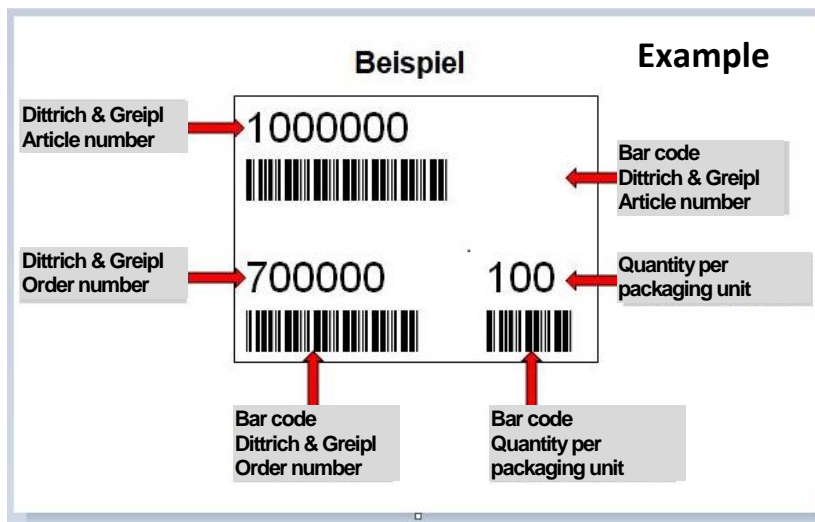 Beispiel
Example
Dittrich & Greipl
Article number
1000000
Bar code
Dittrich & Greipl
Article number
Dittrich & Greipl
Order number
700000
100
Quantity per
packaging unit
Bar code
Dittrich & Greipl
Order number
Bar code
Quantity per
packaging unit